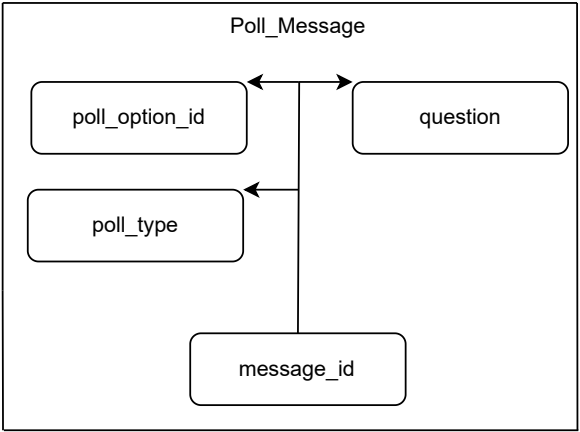 Poll_Message
poll_option_id
question
poll_type
message_id